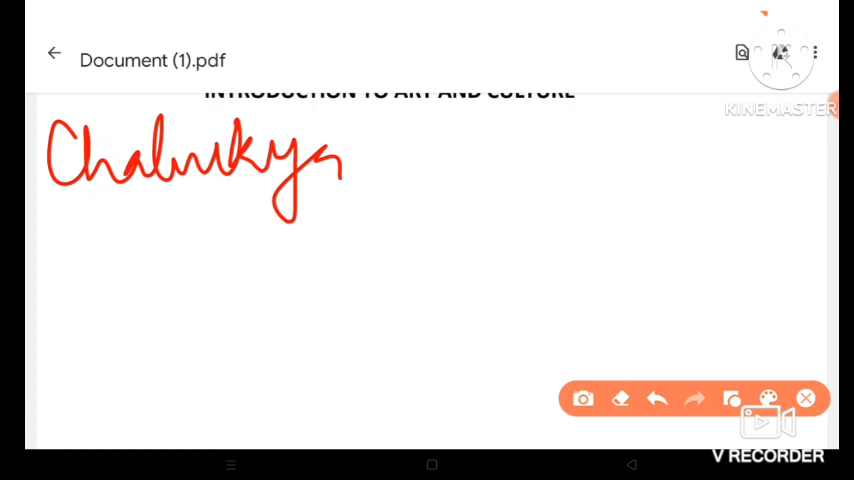 Document (1).pdf
KINEMASTER
INTRODUCTION TO ART AND CULTURE
Chalukya
V RECORDER